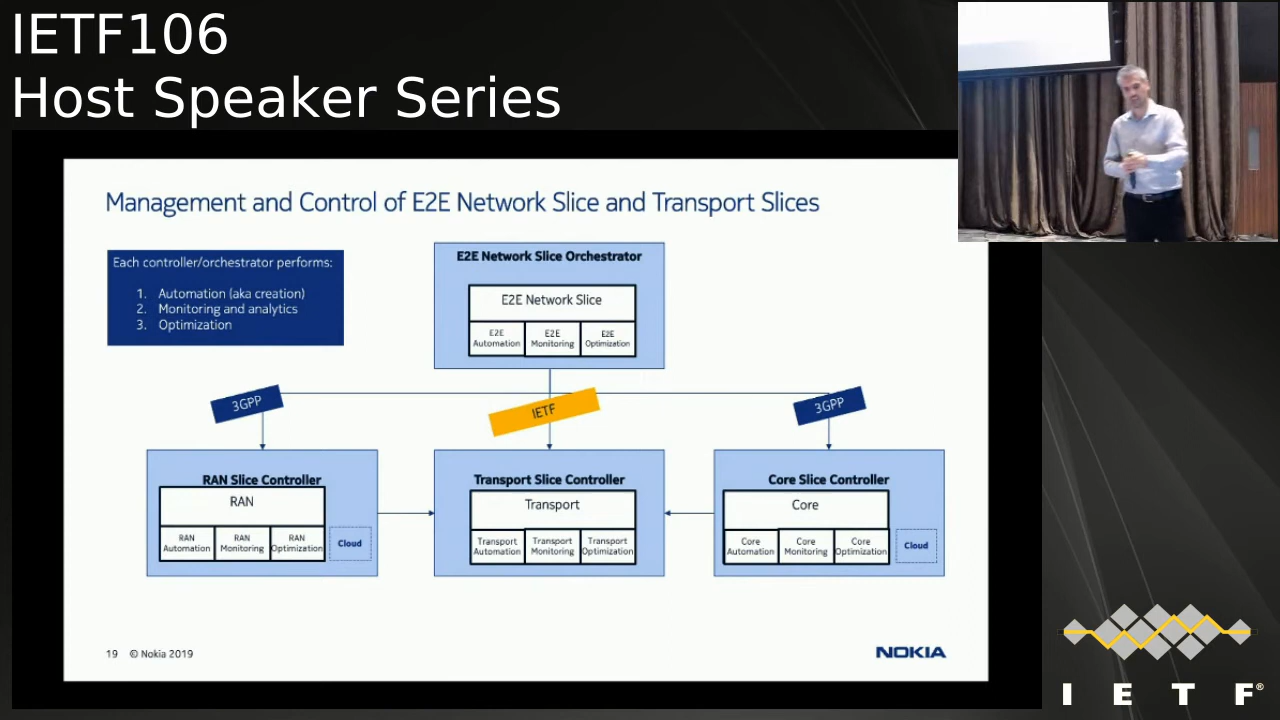 IETF106
Host Speaker Series
Management and Control of E2E Network Slice and Transport Slices
Each controller/orchestrator performs:
1. Automation (aka creation)
2. Monitoring and analytics
3. Optimization
E2E Network Slice Orchestrator
E2E Network Slice
E2E
Automation
E2E
Monitoring
E2E
Optimization
3GPP
IETF
3GPP
RAN Slice Controller
RAN
RAN
Automation
RAN
Monitoring
RAN
Optimization
Cloud
Transport Slice Controller
Transport
Transport
Automation
Transport
Monitoring
Transport
Optimization
Core Slice Controller
Core
Core
Automation
Core
Monitoring
Core
Optimization
Cloud
19 © Nokia 2019
NOKIA
I E T F®